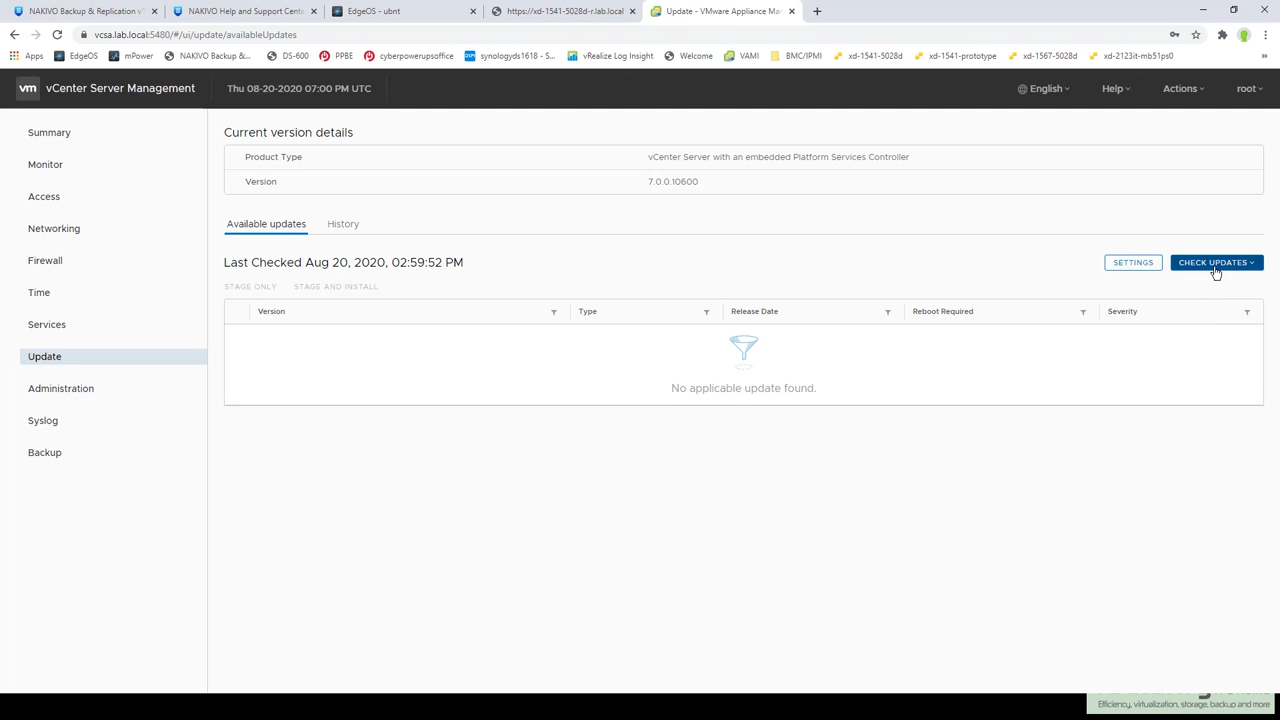 NAKIVO Backup & Replication v1
NAKIVO Help and Support Cente
EdgeOS - ubnt
https://xd-1541-5028d-r.lab.local
Update - VMware Appliance Man
vcsa.lab.local:5480/#/ui/update/availableUpdates
Apps
EdgeOS
mPower
NAKIVO Backup &...
DS-600
PPBE
cyberpowerupsoffice
synologyds1618 - S...
vRealize Log Insight
Welcome
VAMI
BMC/IPMI
xd-1541-5028d
xd-1541-prototype
xd-1567-5028d
xd-2123it-mb51ps0
vm vCenter Server Management
Thu 08-20-2020 07:00 PM UTC
English
Help
Actions
root
Summary
Monitor
Access
Networking
Firewall
Time
Services
Update
Administration
Syslog
Backup
Current version details
Product Type vCenter Server with an embedded Platform Services Controller
Version 7.0.0.10600
Available updates History
Last Checked Aug 20, 2020, 02:59:52 PM
SETTINGS CHECK UPDATES
STAGE ONLY STAGE AND INSTALL
Version Type Release Date Reboot Required Severity
No applicable update found.
Efficiency, virtualization, storage, backup and more